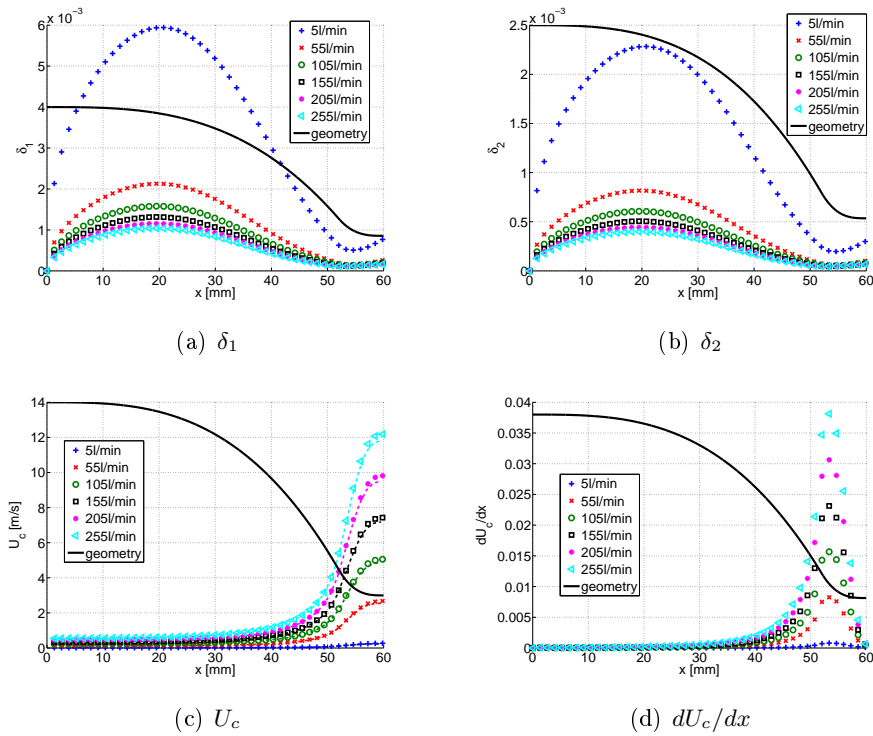 x 10⁻³
6
5
4
3
2
1
0
δ₁
0 10 20 30 40 50 60
x [mm]
5l/min
55l/min
105l/min
155l/min
205l/min
255l/min
geometry
(a) δ₁
x 10⁻³
2.5
2
1.5
1
0.5
0
δ₂
0 10 20 30 40 50 60
x [mm]
5l/min
55l/min
105l/min
155l/min
205l/min
255l/min
geometry
(b) δ₂
14
12
10
8
6
4
2
0
U_c [m/s]
0 10 20 30 40 50 60
x [mm]
5l/min
55l/min
105l/min
155l/min
205l/min
255l/min
geometry
(c) U_c
0.04
0.035
0.03
0.025
0.02
0.015
0.01
0.005
0
dU_c/dx
0 10 20 30 40 50 60
x [mm]
5l/min
55l/min
105l/min
155l/min
205l/min
255l/min
geometry
(d) dU_c/dx